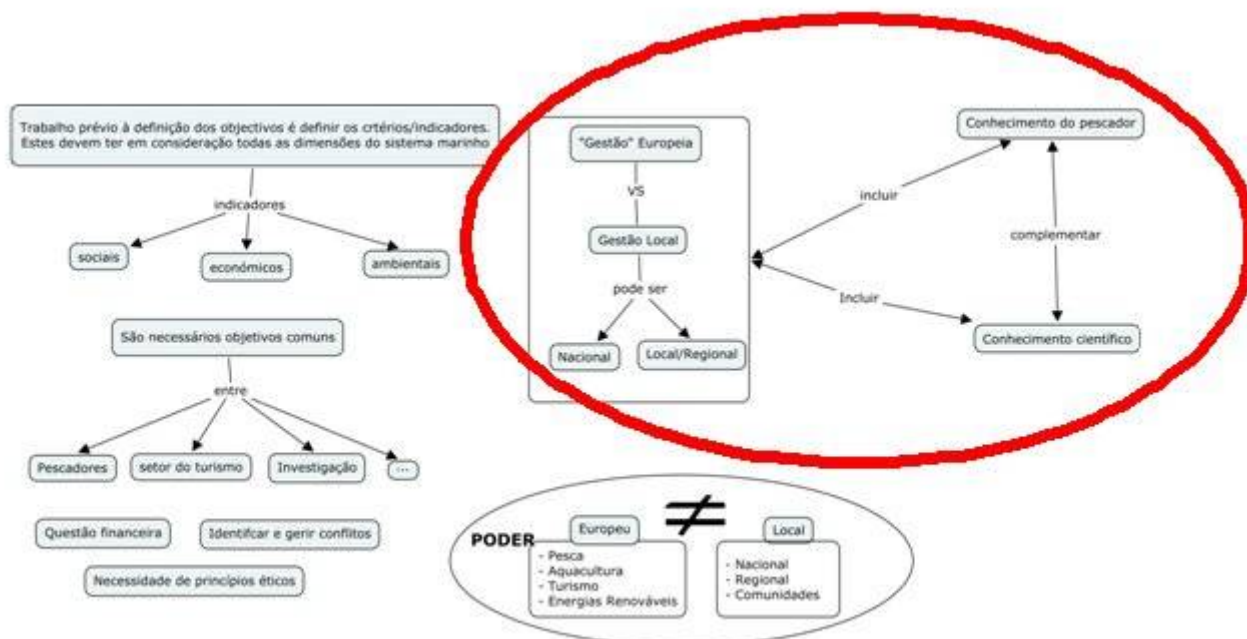 Trabalho prévio à definição dos objectivos é definir os crtérios/indicadores.
Estes devem ter em consideração todas as dimensões do sistema marinho
indicadores
sociais
económicos
ambientais
São necessários objetivos comuns
entre
Pescadores
setor do turismo
Investigação
...
Questão financeira
Identifcar e gerir conflitos
Necessidade de princípios éticos
"Gestão" Europeia
VS
Gestão Local
pode ser
Nacional
Local/Regional
incluir
Incluir
Conhecimento do pescador
complementar
Conhecimento científico
PODER
Europeu
- Pesca
- Aquacultura
- Turismo
- Energias Renováveis
≠
Local
- Nacional
- Regional
- Comunidades